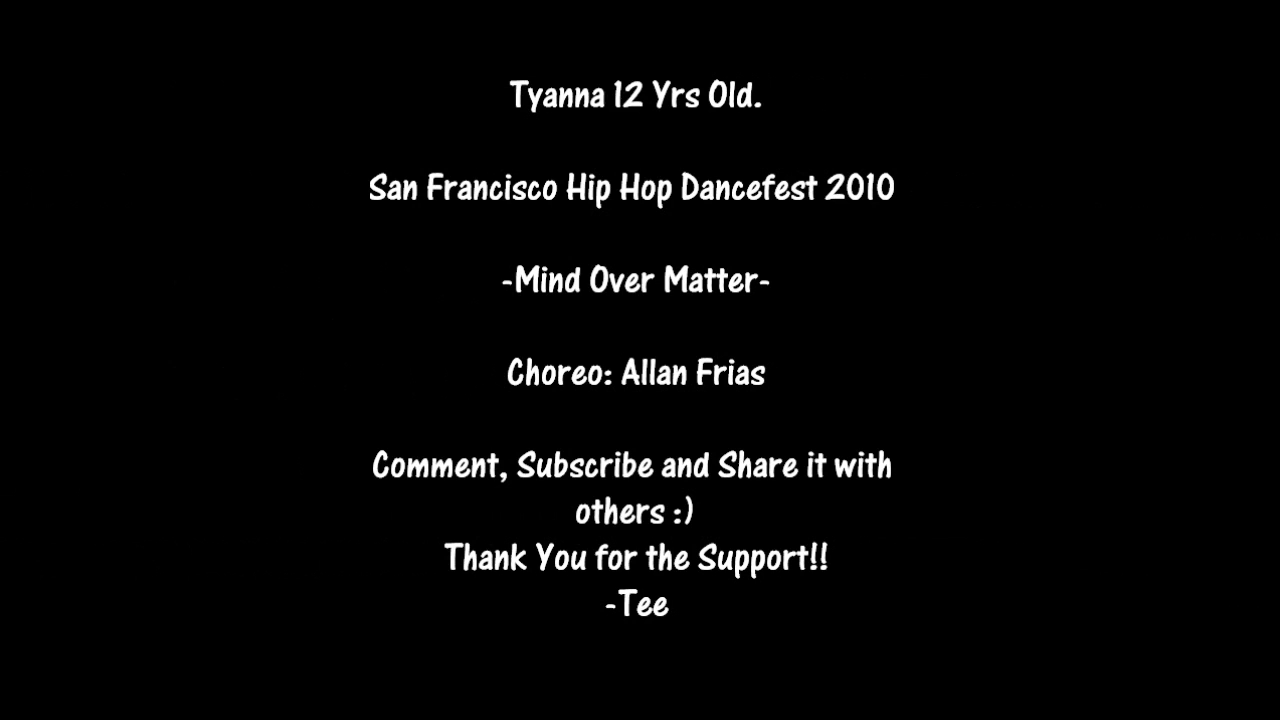 Tyanna 12 Yrs Old.
San Francisco Hip Hop Dancefest 2010
-Mind Over Matter-
Choreo: Allan Frias
Comment, Subscribe and Share it with
others :)
Thank You for the Support!!
-Tee